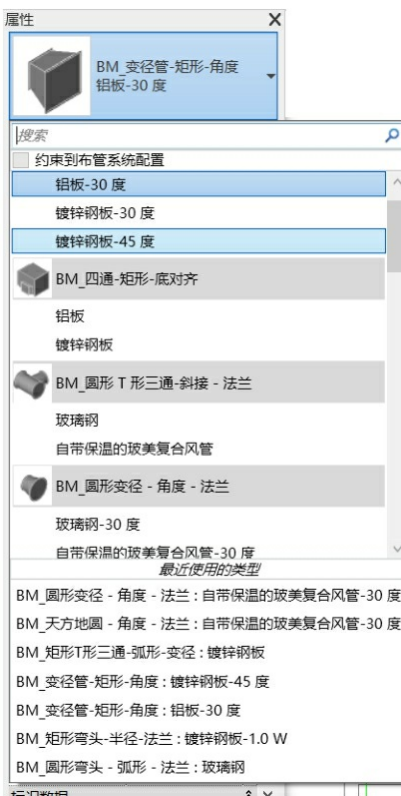 属性
BM_变径管-矩形-角度
铝板-30 度
搜索
约束到布管系统配置
铝板-30 度
镀锌钢板-30 度
镀锌钢板-45 度
BM_四通-矩形-底对齐
铝板
镀锌钢板
BM_圆形 T 形三通-斜接 - 法兰
玻璃钢
自带保温的玻美复合风管
BM_圆形变径 - 角度 - 法兰
玻璃钢-30 度
自带保温的玻美复合风管-30 度
最近使用的类型
BM_圆形变径 - 角度 - 法兰 : 自带保温的玻美复合风管-30 度
BM_天方地圆 - 角度 - 法兰 : 自带保温的玻美复合风管-30 度
BM_矩形T形三通-弧形-变径 : 镀锌钢板
BM_变径管-矩形-角度 : 镀锌钢板-45 度
BM_变径管-矩形-角度 : 铝板-30 度
BM_矩形弯头-半径-法兰 : 镀锌钢板-1.0 W
BM_圆形弯头 - 弧形 - 法兰 : 玻璃钢
标识数据